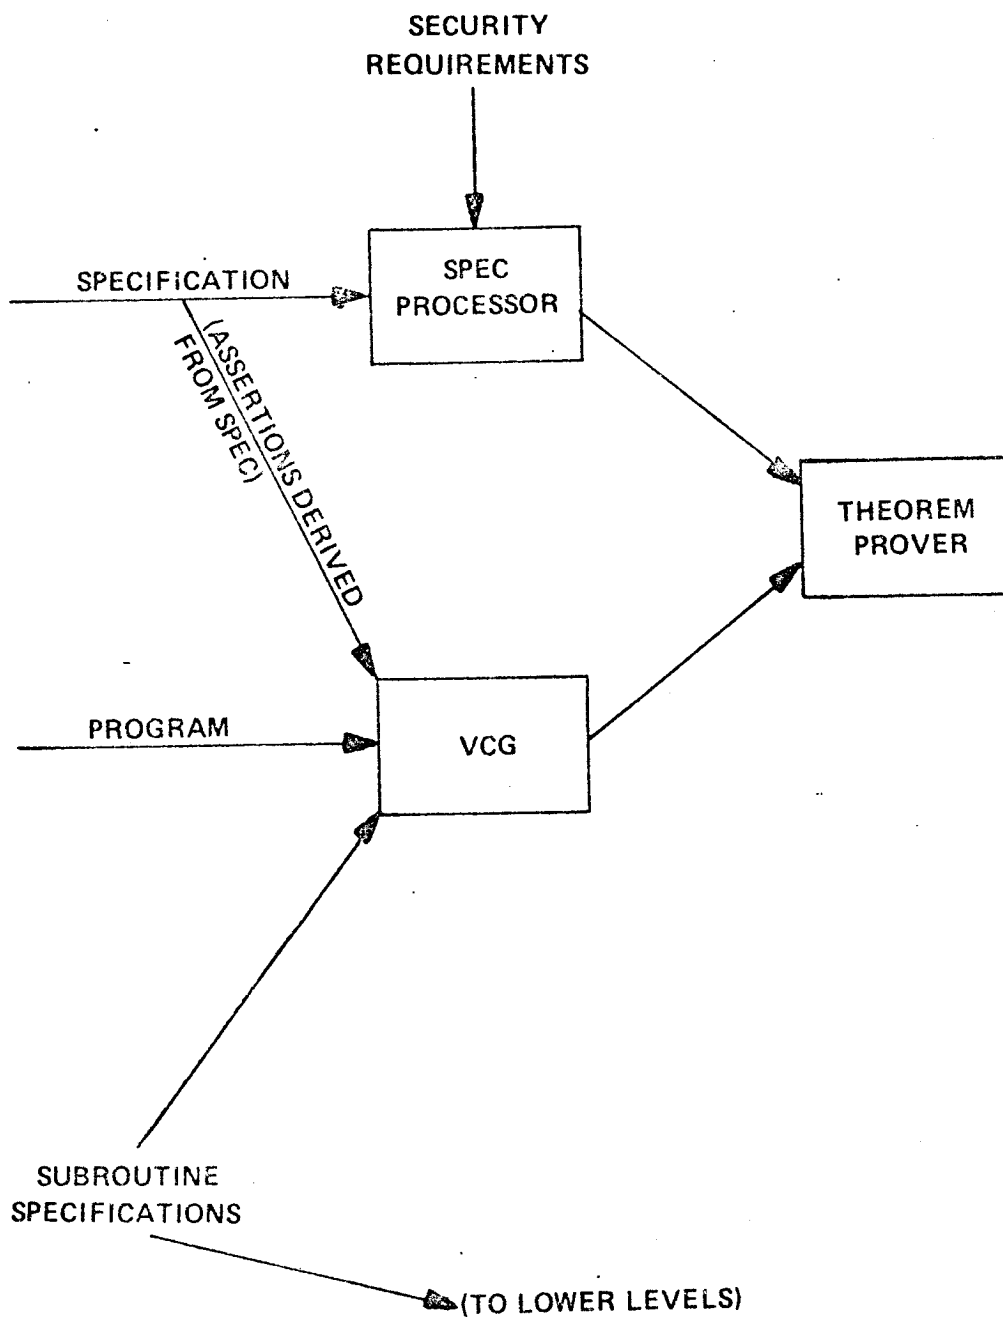 SECURITY
REQUIREMENTS
SPECIFICATION
SPEC
PROCESSOR
(ASSERTIONS DERIVED
FROM SPEC)
THEOREM
PROVER
PROGRAM
VCG
SUBROUTINE
SPECIFICATIONS
(TO LOWER LEVELS)